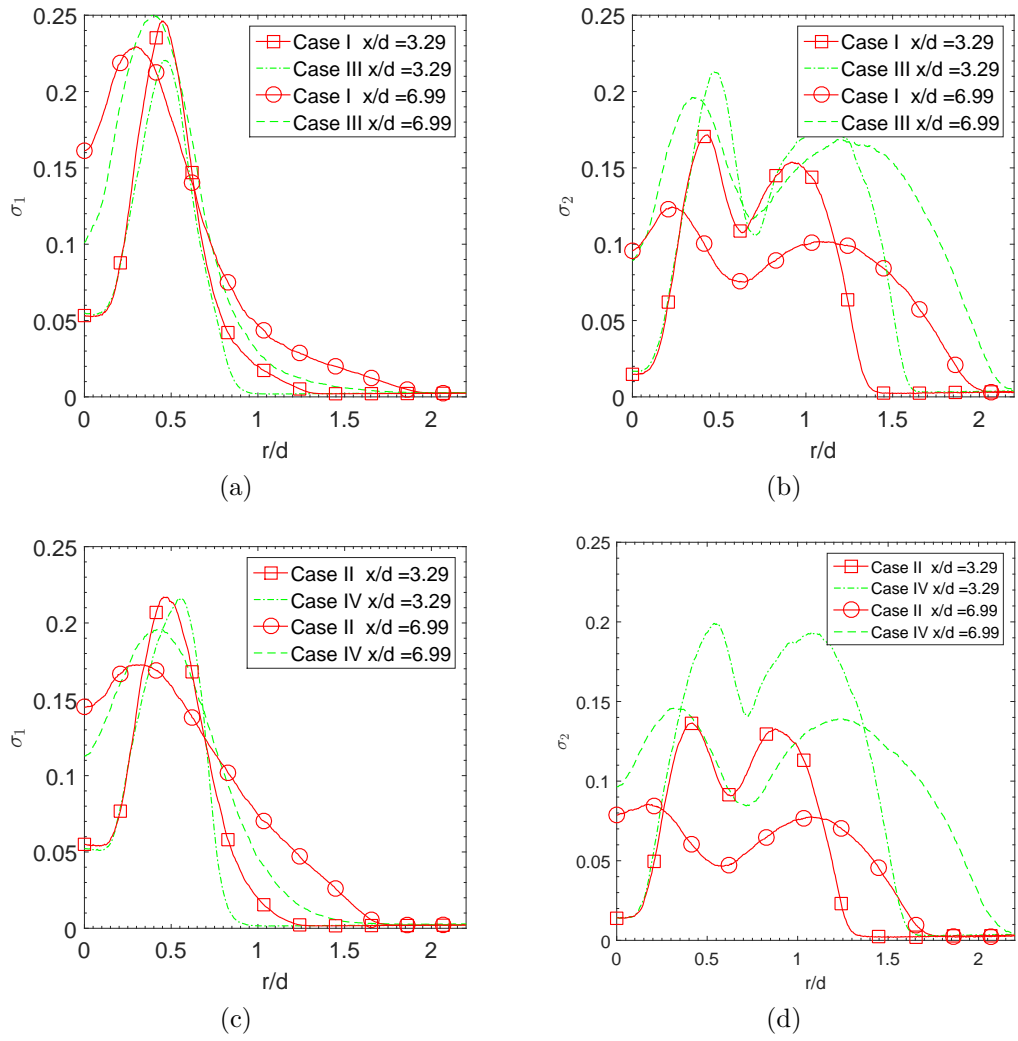 0.25
0.2
0.15
0.1
0.05
0
σ1
Case I x/d =3.29
Case III x/d =3.29
Case I x/d =6.99
Case III x/d =6.99
0 0.5 1 1.5 2
r/d
(a)
0.25
0.2
0.15
0.1
0.05
0
σ2
Case I x/d =3.29
Case III x/d =3.29
Case I x/d =6.99
Case III x/d =6.99
0 0.5 1 1.5 2
r/d
(b)
0.25
0.2
0.15
0.1
0.05
0
σ1
Case II x/d =3.29
Case IV x/d =3.29
Case II x/d =6.99
Case IV x/d =6.99
0 0.5 1 1.5 2
r/d
(c)
0.25
0.2
0.15
0.1
0.05
0
σ2
Case II x/d =3.29
Case IV x/d =3.29
Case II x/d =6.99
Case IV x/d =6.99
0 0.5 1 1.5 2
r/d
(d)